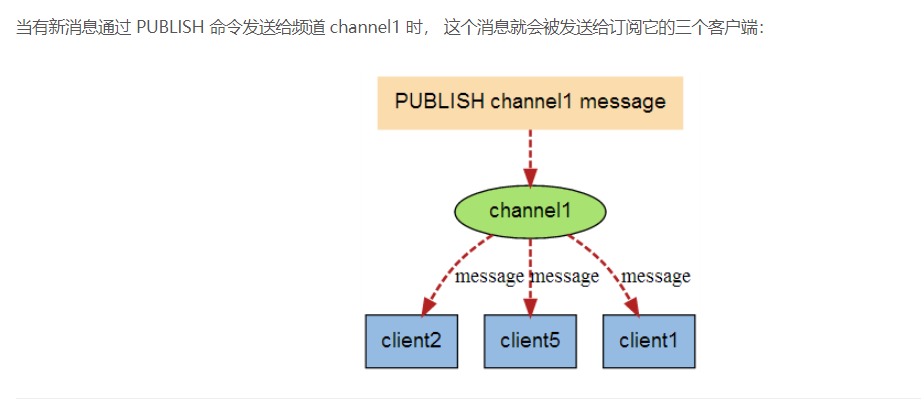 当有新消息通过 PUBLISH 命令发送给频道 channel1 时， 这个消息就会被发送给订阅它的三个客户端：
PUBLISH channel1 message
channel1
message message message
client2 client5 client1